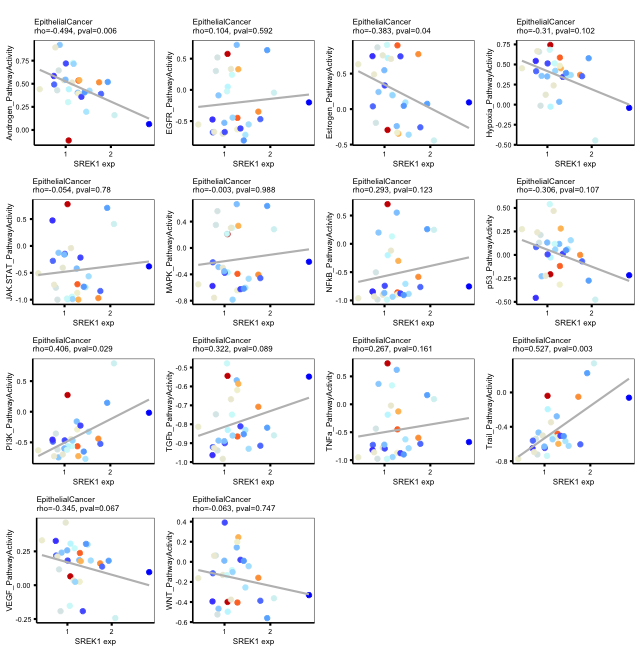 EpithelialCancer
rho=-0.494, pval=0.006
Androgen_PathwayActivity
0.75
0.50
0.25
0.00
1
2
SREK1 exp
EpithelialCancer
rho=0.104, pval=0.592
EGFR_PathwayActivity
0.5
0.0
-0.5
1
2
SREK1 exp
EpithelialCancer
rho=-0.383, pval=0.04
Estrogen_PathwayActivity
0.5
0.0
-0.5
1
2
SREK1 exp
EpithelialCancer
rho=-0.31, pval=0.102
Hypoxia_PathwayActivity
0.75
0.50
0.25
0.00
-0.25
-0.50
1
2
SREK1 exp
EpithelialCancer
rho=-0.054, pval=0.78
JAK.STAT_PathwayActivity
0.5
0.0
-0.5
-1.0
1
2
SREK1 exp
EpithelialCancer
rho=-0.003, pval=0.988
MAPK_PathwayActivity
0.4
0.0
-0.4
-0.8
1
2
SREK1 exp
EpithelialCancer
rho=0.293, pval=0.123
NFkB_PathwayActivity
0.5
0.0
-0.5
-1.0
1
2
SREK1 exp
EpithelialCancer
rho=-0.306, pval=0.107
p53_PathwayActivity
0.50
0.25
0.00
-0.25
-0.50
1
2
SREK1 exp
EpithelialCancer
rho=0.406, pval=0.029
PI3K_PathwayActivity
0.5
0.0
-0.5
1
2
SREK1 exp
EpithelialCancer
rho=0.322, pval=0.089
TGFb_PathwayActivity
-0.5
-0.6
-0.7
-0.8
-0.9
-1.0
1
2
SREK1 exp
EpithelialCancer
rho=0.267, pval=0.161
TNFa_PathwayActivity
0.5
0.0
-0.5
-1.0
1
2
SREK1 exp
EpithelialCancer
rho=0.527, pval=0.003
Trail_PathwayActivity
0.0
-0.4
-0.8
1
2
SREK1 exp
EpithelialCancer
rho=-0.345, pval=0.067
VEGF_PathwayActivity
0.25
0.00
-0.25
1
2
SREK1 exp
EpithelialCancer
rho=-0.063, pval=0.747
WNT_PathwayActivity
0.4
0.2
0.0
-0.2
-0.4
-0.6
1
2
SREK1 exp